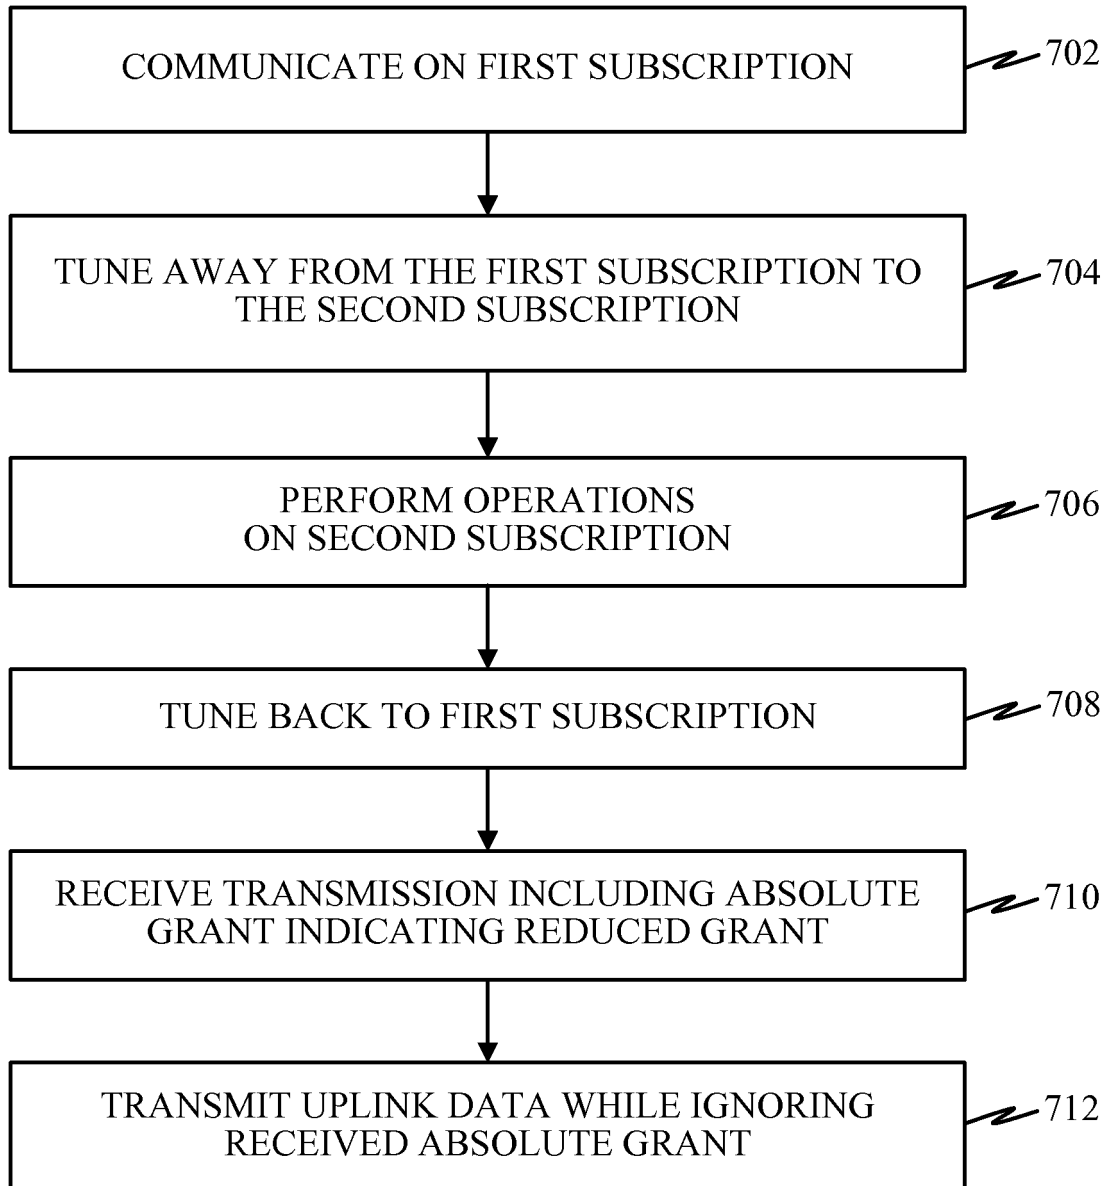 COMMUNICATE ON FIRST SUBSCRIPTION
702
TUNE AWAY FROM THE FIRST SUBSCRIPTION TO
THE SECOND SUBSCRIPTION
704
PERFORM OPERATIONS
ON SECOND SUBSCRIPTION
706
TUNE BACK TO FIRST SUBSCRIPTION
708
RECEIVE TRANSMISSION INCLUDING ABSOLUTE
GRANT INDICATING REDUCED GRANT
710
TRANSMIT UPLINK DATA WHILE IGNORING
RECEIVED ABSOLUTE GRANT
712